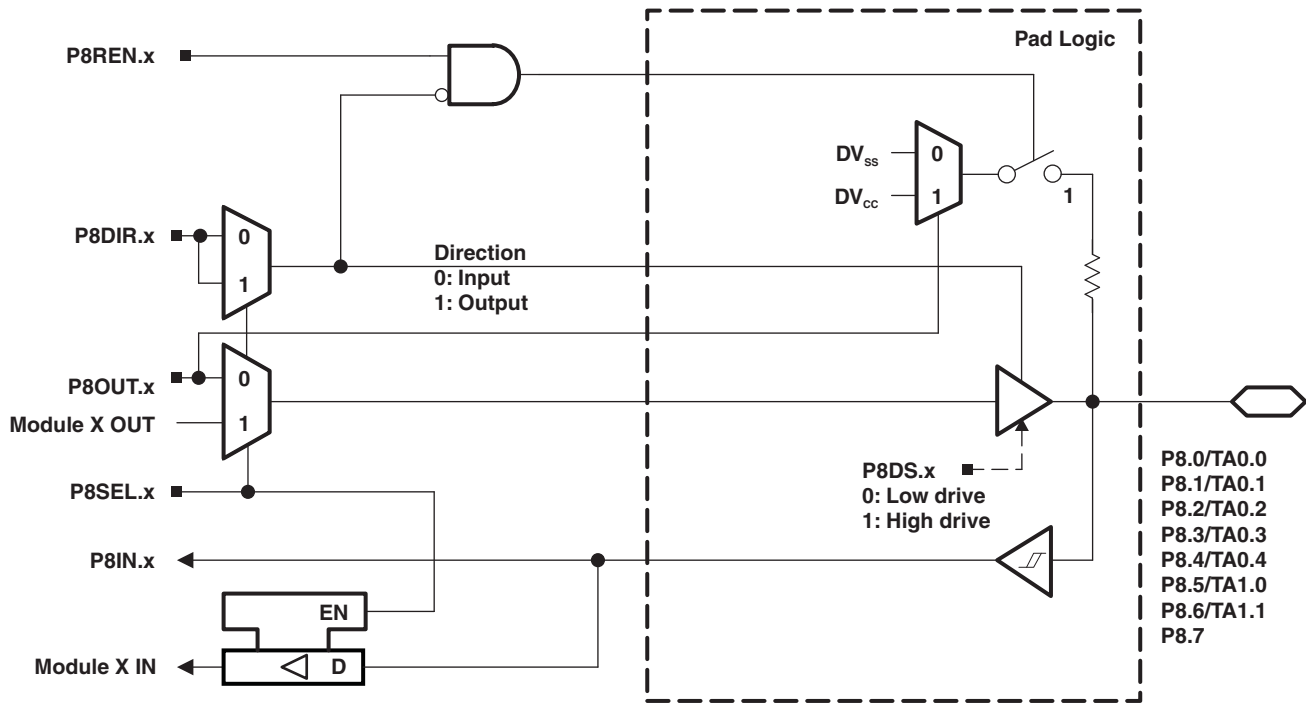 P8REN.x
Pad Logic
DVss
0
DVcc
1
1
P8DIR.x
0
1
Direction
0: Input
1: Output
P8OUT.x
0
Module X OUT
1
P8SEL.x
P8DS.x
0: Low drive
1: High drive
P8.0/TA0.0
P8.1/TA0.1
P8.2/TA0.2
P8.3/TA0.3
P8.4/TA0.4
P8.5/TA1.0
P8.6/TA1.1
P8.7
P8IN.x
EN
Module X IN
D